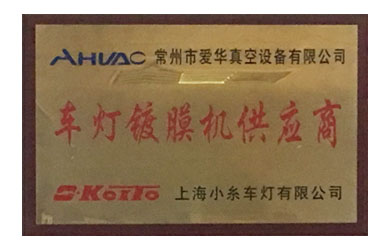 AHVAC 常州市爱华真空设备有限公司
车灯镀膜机供应商
S-KoiTo 上海小糸车灯有限公司